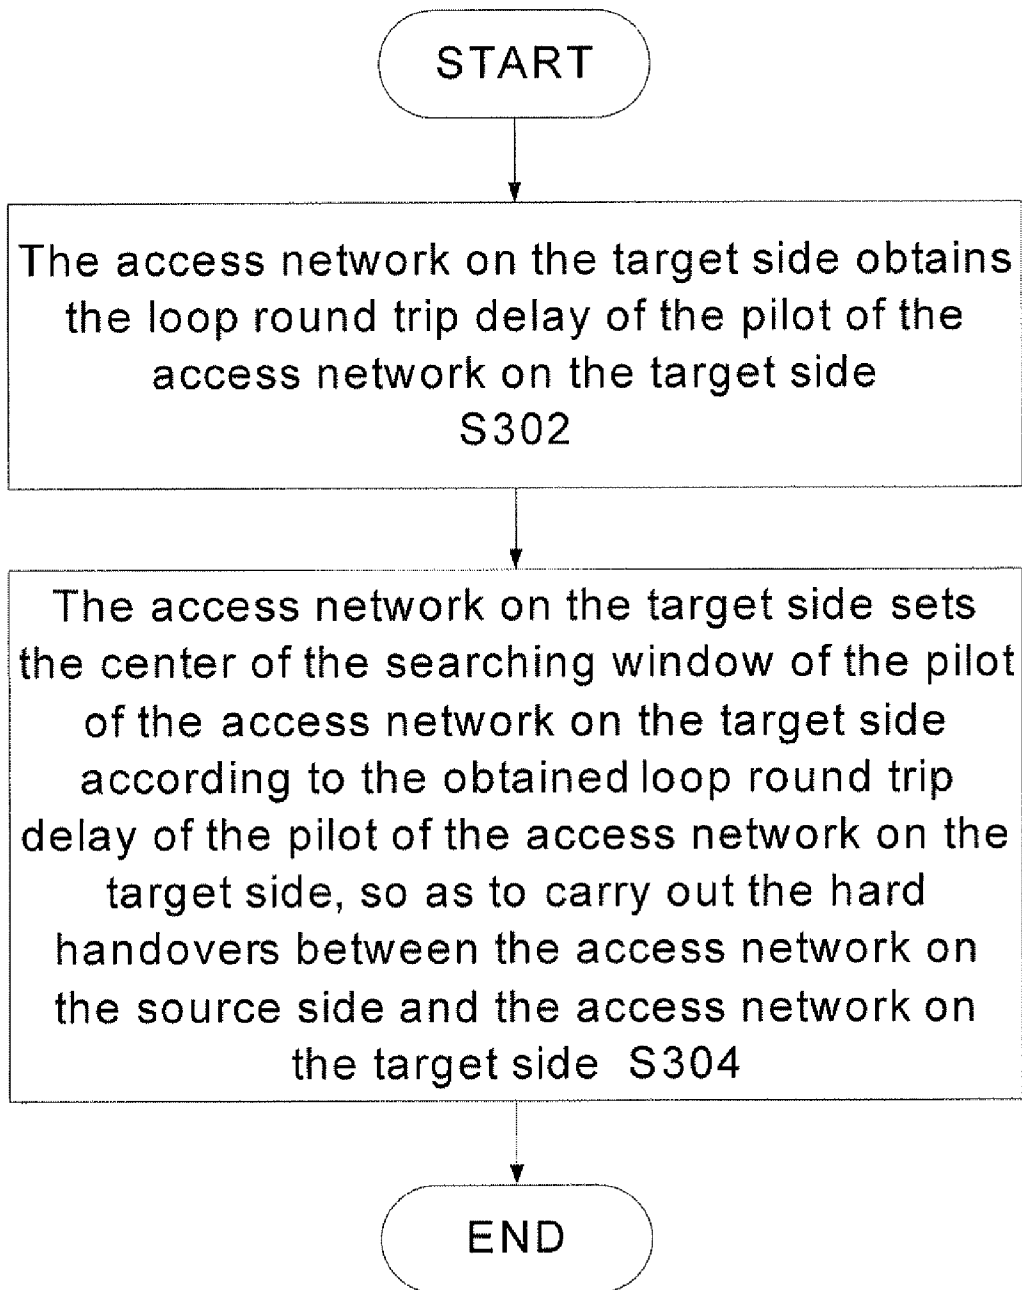 START
The access network on the target side obtains
the loop round trip delay of the pilot of the
access network on the target side
S302
The access network on the target side sets
the center of the searching window of the pilot
of the access network on the target side
according to the obtained loop round trip
delay of the pilot of the access network on the
target side, so as to carry out the hard
handovers between the access network on
the source side and the access network on
the target side S304
END